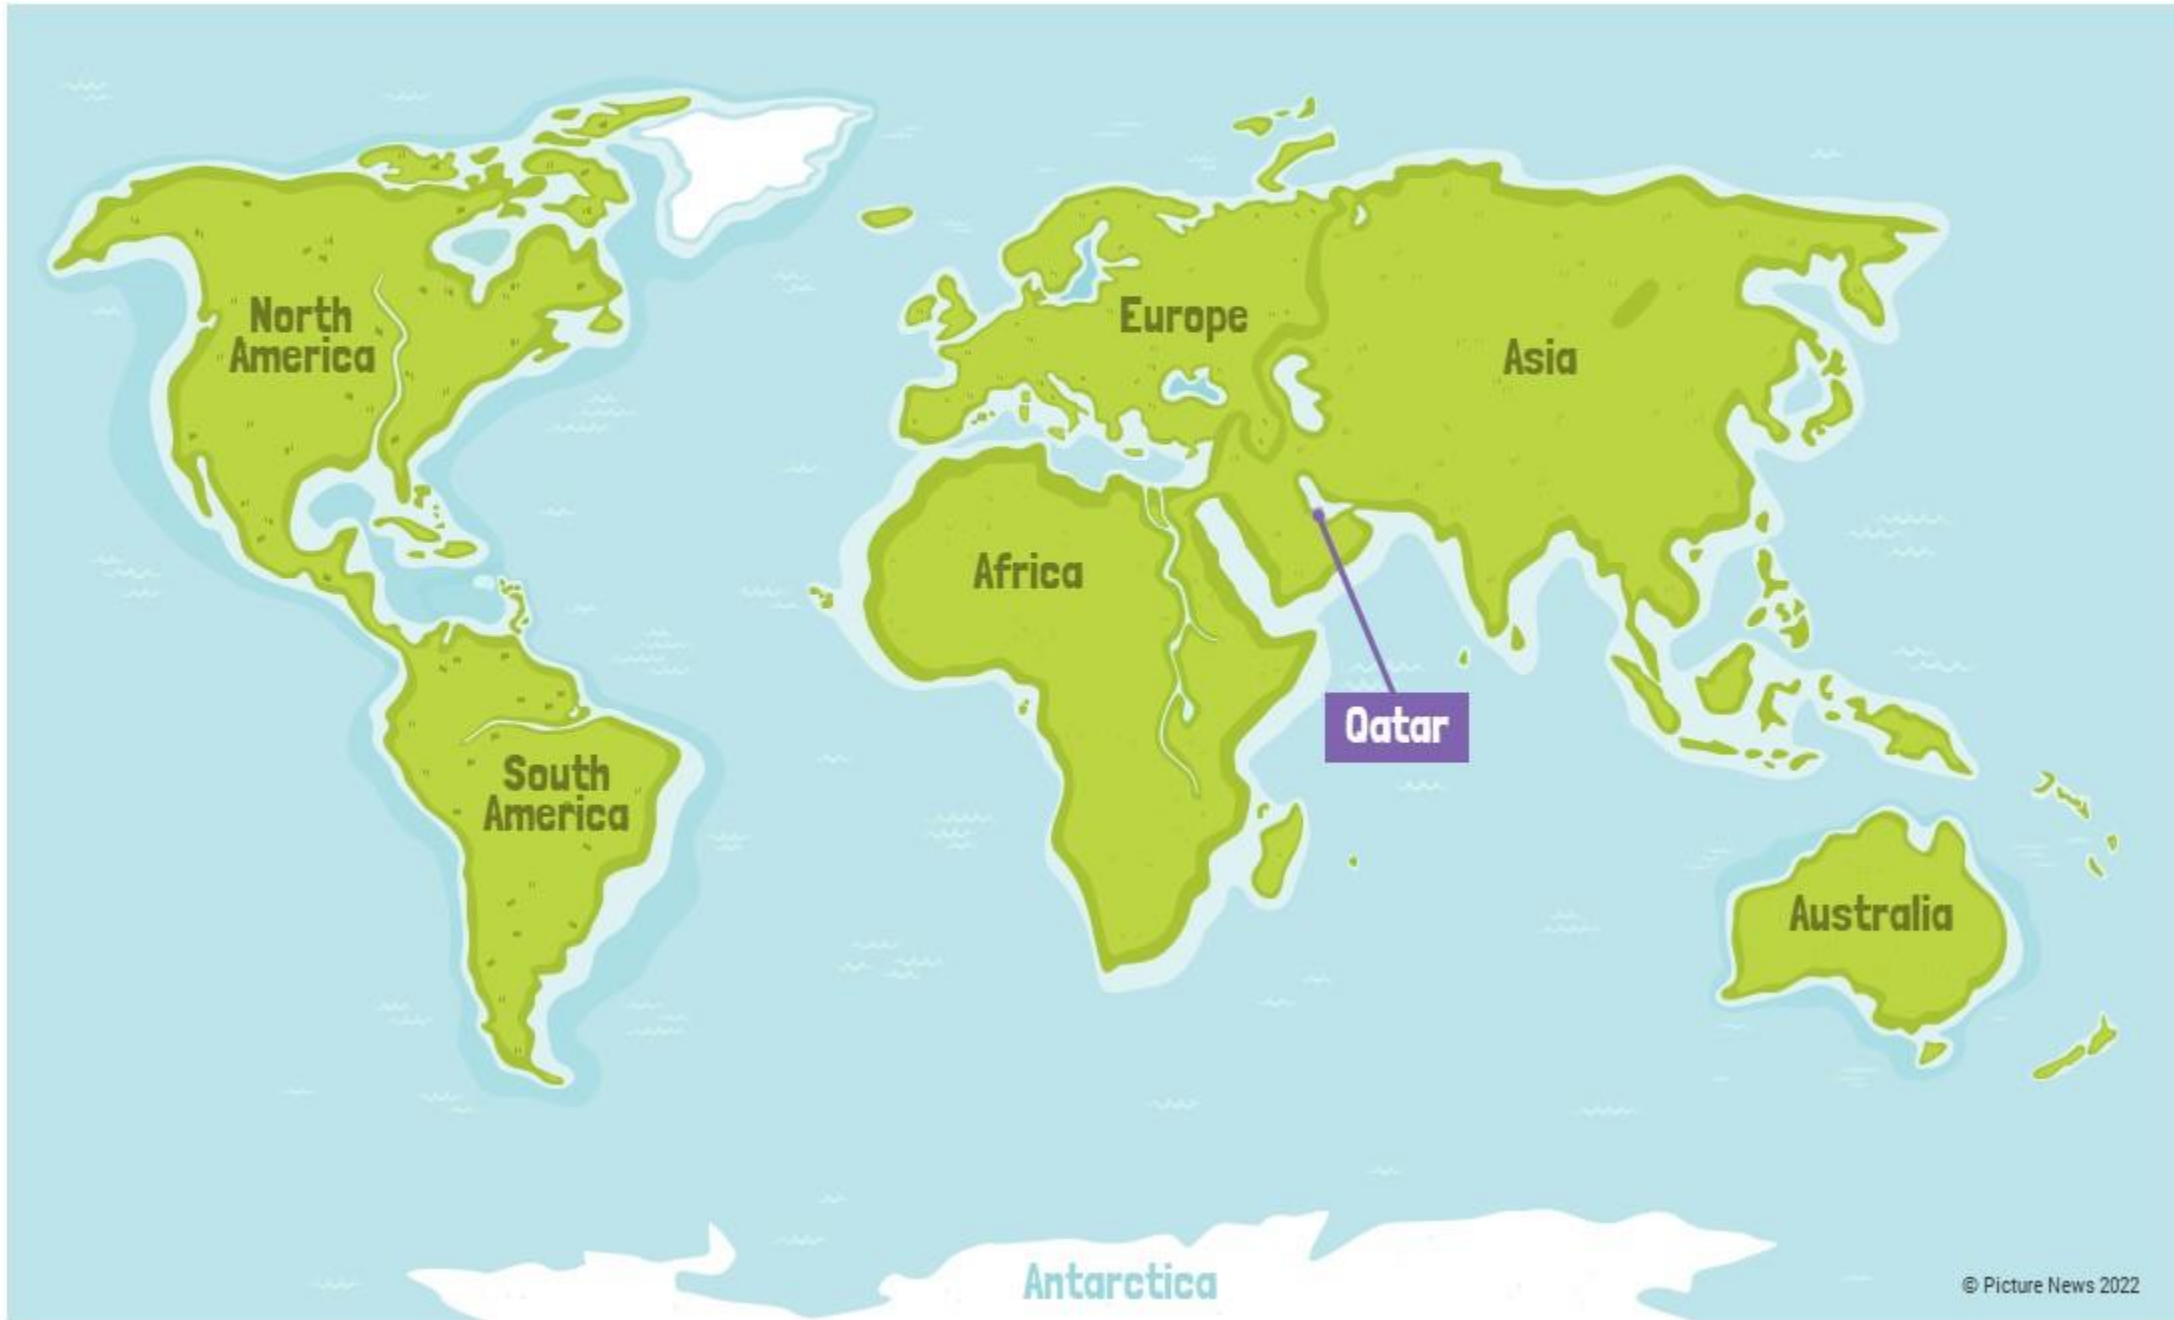 North
America
Europe
Asia
Africa
Qatar
South
America
Australia
Antarctica
© Picture News 2022